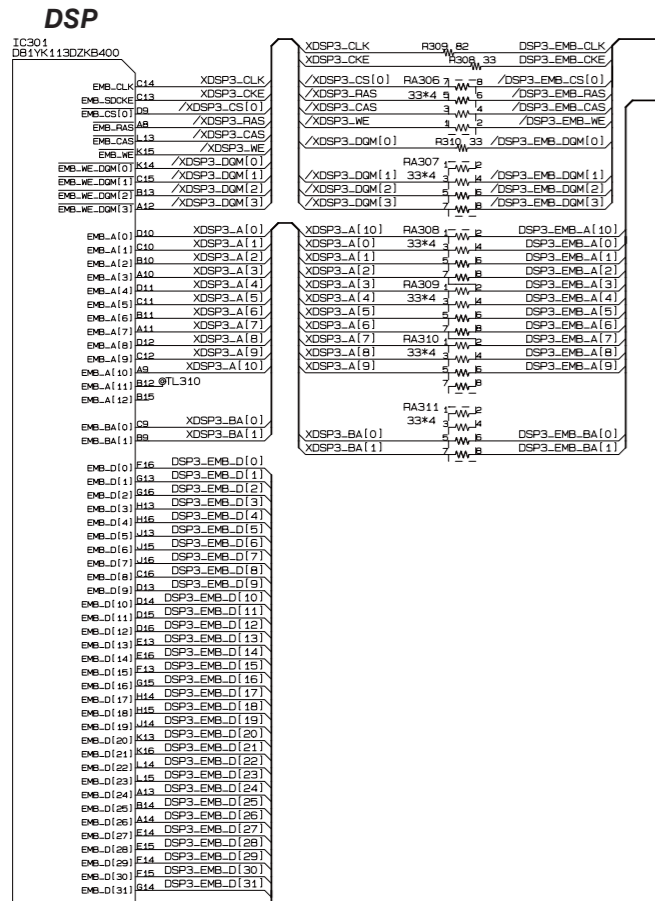 DSP
IC301
D81YK113DZKB400
EMB_CLK C14 XDSP3_CLK
EMB_SDCKE C13 XDSP3_CKE
EMB_CS[0] D9 /XDSP3_CS[0]
EMB_RAS A8 /XDSP3_RAS
EMB_CAS L13 /XDSP3_CAS
EMB_WE K15 /XDSP3_WE
EMB_WE_DQM[0] K14 /XDSP3_DQM[0]
EMB_WE_DQM[1] C15 /XDSP3_DQM[1]
EMB_WE_DQM[2] B13 /XDSP3_DQM[2]
EMB_WE_DQM[3] A12 /XDSP3_DQM[3]
EMB_A[0] D10 XDSP3_A[0]
EMB_A[1] C10 XDSP3_A[1]
EMB_A[2] B10 XDSP3_A[2]
EMB_A[3] A10 XDSP3_A[3]
EMB_A[4] D11 XDSP3_A[4]
EMB_A[5] C11 XDSP3_A[5]
EMB_A[6] B11 XDSP3_A[6]
EMB_A[7] A11 XDSP3_A[7]
EMB_A[8] D12 XDSP3_A[8]
EMB_A[9] C12 XDSP3_A[9]
EMB_A[10] A9 XDSP3_A[10]
EMB_A[11] B12 @TL310
EMB_A[12] B15
EMB_BA[0] C9 XDSP3_BA[0]
EMB_BA[1] B9 XDSP3_BA[1]
EMB_D[0] F16 DSP3_EMB_D[0]
EMB_D[1] G13 DSP3_EMB_D[1]
EMB_D[2] G16 DSP3_EMB_D[2]
EMB_D[3] H13 DSP3_EMB_D[3]
EMB_D[4] H16 DSP3_EMB_D[4]
EMB_D[5] J13 DSP3_EMB_D[5]
EMB_D[6] J15 DSP3_EMB_D[6]
EMB_D[7] J16 DSP3_EMB_D[7]
EMB_D[8] C16 DSP3_EMB_D[8]
EMB_D[9] D13 DSP3_EMB_D[9]
EMB_D[10] D14 DSP3_EMB_D[10]
EMB_D[11] D15 DSP3_EMB_D[11]
EMB_D[12] D16 DSP3_EMB_D[12]
EMB_D[13] E13 DSP3_EMB_D[13]
EMB_D[14] E16 DSP3_EMB_D[14]
EMB_D[15] F13 DSP3_EMB_D[15]
EMB_D[16] G15 DSP3_EMB_D[16]
EMB_D[17] H14 DSP3_EMB_D[17]
EMB_D[18] H15 DSP3_EMB_D[18]
EMB_D[19] J14 DSP3_EMB_D[19]
EMB_D[20] K13 DSP3_EMB_D[20]
EMB_D[21] K16 DSP3_EMB_D[21]
EMB_D[22] L14 DSP3_EMB_D[22]
EMB_D[23] L15 DSP3_EMB_D[23]
EMB_D[24] A13 DSP3_EMB_D[24]
EMB_D[25] B14 DSP3_EMB_D[25]
EMB_D[26] A14 DSP3_EMB_D[26]
EMB_D[27] E14 DSP3_EMB_D[27]
EMB_D[28] E15 DSP3_EMB_D[28]
EMB_D[29] F14 DSP3_EMB_D[29]
EMB_D[30] F15 DSP3_EMB_D[30]
EMB_D[31] G14 DSP3_EMB_D[31]
XDSP3_CLK R309 82 DSP3_EMB_CLK
XDSP3_CKE R308 33 DSP3_EMB_CKE
/XDSP3_CS[0] RA306 7 8 /DSP3_EMB_CS[0]
/XDSP3_RAS 33*4 5 6 /DSP3_EMB_RAS
/XDSP3_CAS 3 4 /DSP3_EMB_CAS
/XDSP3_WE 1 2 /DSP3_EMB_WE
/XDSP3_DQM[0] R310 33 /DSP3_EMB_DQM[0]
RA307 1 2
/XDSP3_DQM[1] 33*4 3 4 /DSP3_EMB_DQM[1]
/XDSP3_DQM[2] 5 6 /DSP3_EMB_DQM[2]
/XDSP3_DQM[3] 7 8 /DSP3_EMB_DQM[3]
XDSP3_A[10] RA308 1 2 DSP3_EMB_A[10]
XDSP3_A[0] 33*4 3 4 DSP3_EMB_A[0]
XDSP3_A[1] 5 6 DSP3_EMB_A[1]
XDSP3_A[2] 7 8 DSP3_EMB_A[2]
XDSP3_A[3] RA309 1 2 DSP3_EMB_A[3]
XDSP3_A[4] 33*4 3 4 DSP3_EMB_A[4]
XDSP3_A[5] 5 6 DSP3_EMB_A[5]
XDSP3_A[6] 7 8 DSP3_EMB_A[6]
XDSP3_A[7] RA310 1 2 DSP3_EMB_A[7]
XDSP3_A[8] 33*4 3 4 DSP3_EMB_A[8]
XDSP3_A[9] 5 6 DSP3_EMB_A[9]
7 8
RA311 1 2
33*4 3 4
XDSP3_BA[0] 5 6 DSP3_EMB_BA[0]
XDSP3_BA[1] 7 8 DSP3_EMB_BA[1]